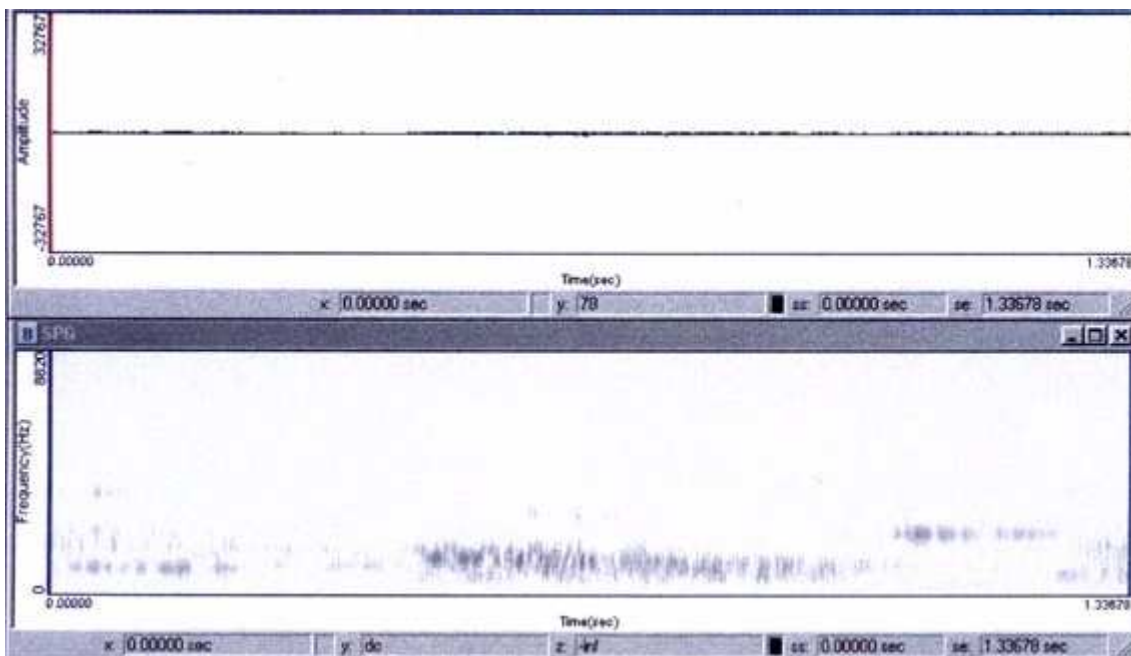 32767
Amplitude
-32767
0.00000 1.33678
Time(sec)
x: 0.00000 sec y: 78 ss: 0.00000 sec se: 1.33678 sec
B SPG
8820
Frequency(Hz)
0
0.00000 1.33678
Time(sec)
x: 0.00000 sec y: dc z: -inf ss: 0.00000 sec se: 1.33678 sec